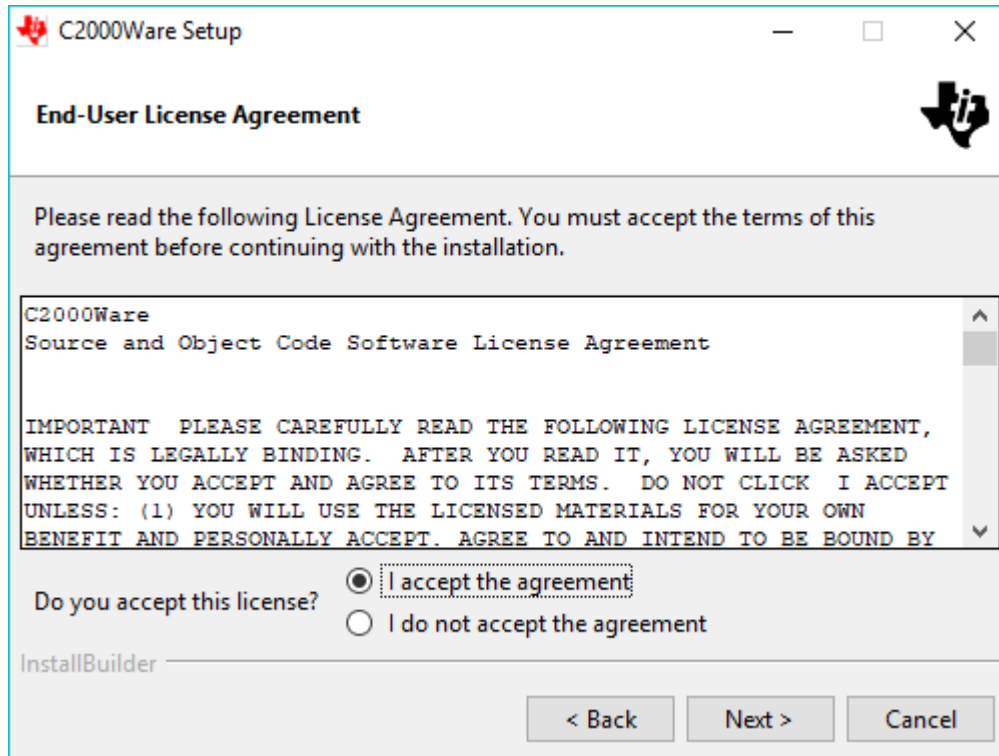 C2000Ware Setup
End-User License Agreement
Please read the following License Agreement. You must accept the terms of this
agreement before continuing with the installation.
C2000Ware
Source and Object Code Software License Agreement
IMPORTANT  PLEASE CAREFULLY READ THE FOLLOWING LICENSE AGREEMENT,
WHICH IS LEGALLY BINDING.  AFTER YOU READ IT, YOU WILL BE ASKED
WHETHER YOU ACCEPT AND AGREE TO ITS TERMS.  DO NOT CLICK  I ACCEPT
UNLESS: (1) YOU WILL USE THE LICENSED MATERIALS FOR YOUR OWN
BENEFIT AND PERSONALLY ACCEPT, AGREE TO AND INTEND TO BE BOUND BY
Do you accept this license?
I accept the agreement
I do not accept the agreement
InstallBuilder
< Back
Next >
Cancel